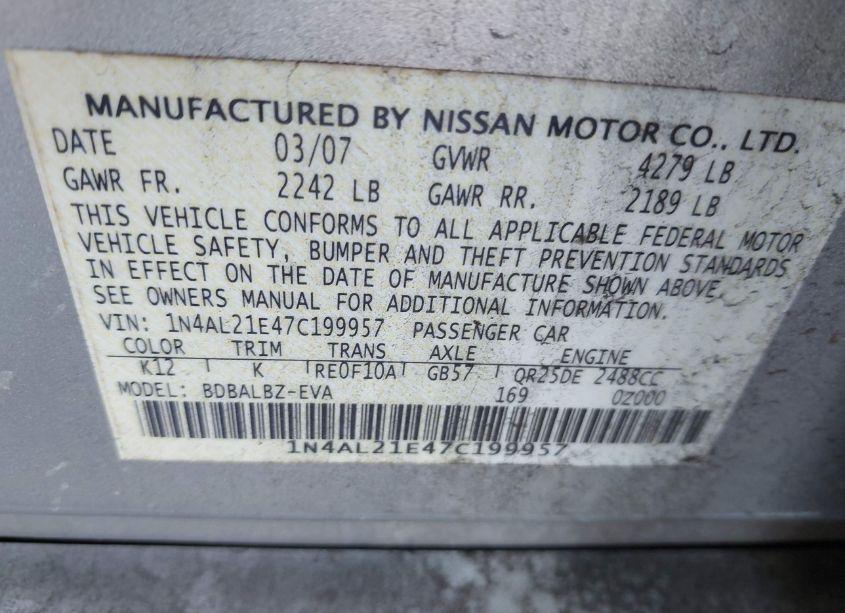 MANUFACTURED BY NISSAN MOTOR CO., LTD.
DATE 03/07 GVWR 4279 LB
GAWR FR. 2242 LB GAWR RR. 2189 LB
THIS VEHICLE CONFORMS TO ALL APPLICABLE FEDERAL MOTOR
VEHICLE SAFETY, BUMPER AND THEFT PREVENTION STANDARDS
IN EFFECT ON THE DATE OF MANUFACTURE SHOWN ABOVE.
SEE OWNERS MANUAL FOR ADDITIONAL INFORMATION.
VIN: 1N4AL21E47C199957 PASSENGER CAR
COLOR TRIM TRANS AXLE ENGINE
K12 K RE0F10A GB57 QR25DE 2488CC
MODEL: BDBALBZ-EVA 169 0Z000
1N4AL21E47C199957